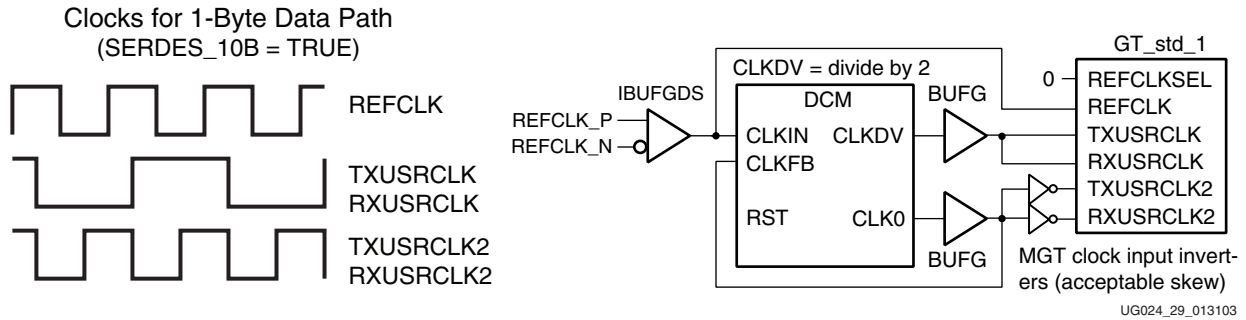 Clocks for 1-Byte Data Path
(SERDES_10B = TRUE)
REFCLK
TXUSRCLK
RXUSRCLK
TXUSRCLK2
RXUSRCLK2
REFCLK_P
REFCLK_N
IBUFGDS
CLKDV = divide by 2
DCM
CLKIN
CLKDV
CLKFB
RST
CLK0
BUFG
BUFG
GT_std_1
0
REFCLKSEL
REFCLK
TXUSRCLK
RXUSRCLK
TXUSRCLK2
RXUSRCLK2
MGT clock input invert-
ers (acceptable skew)
UG024_29_013103